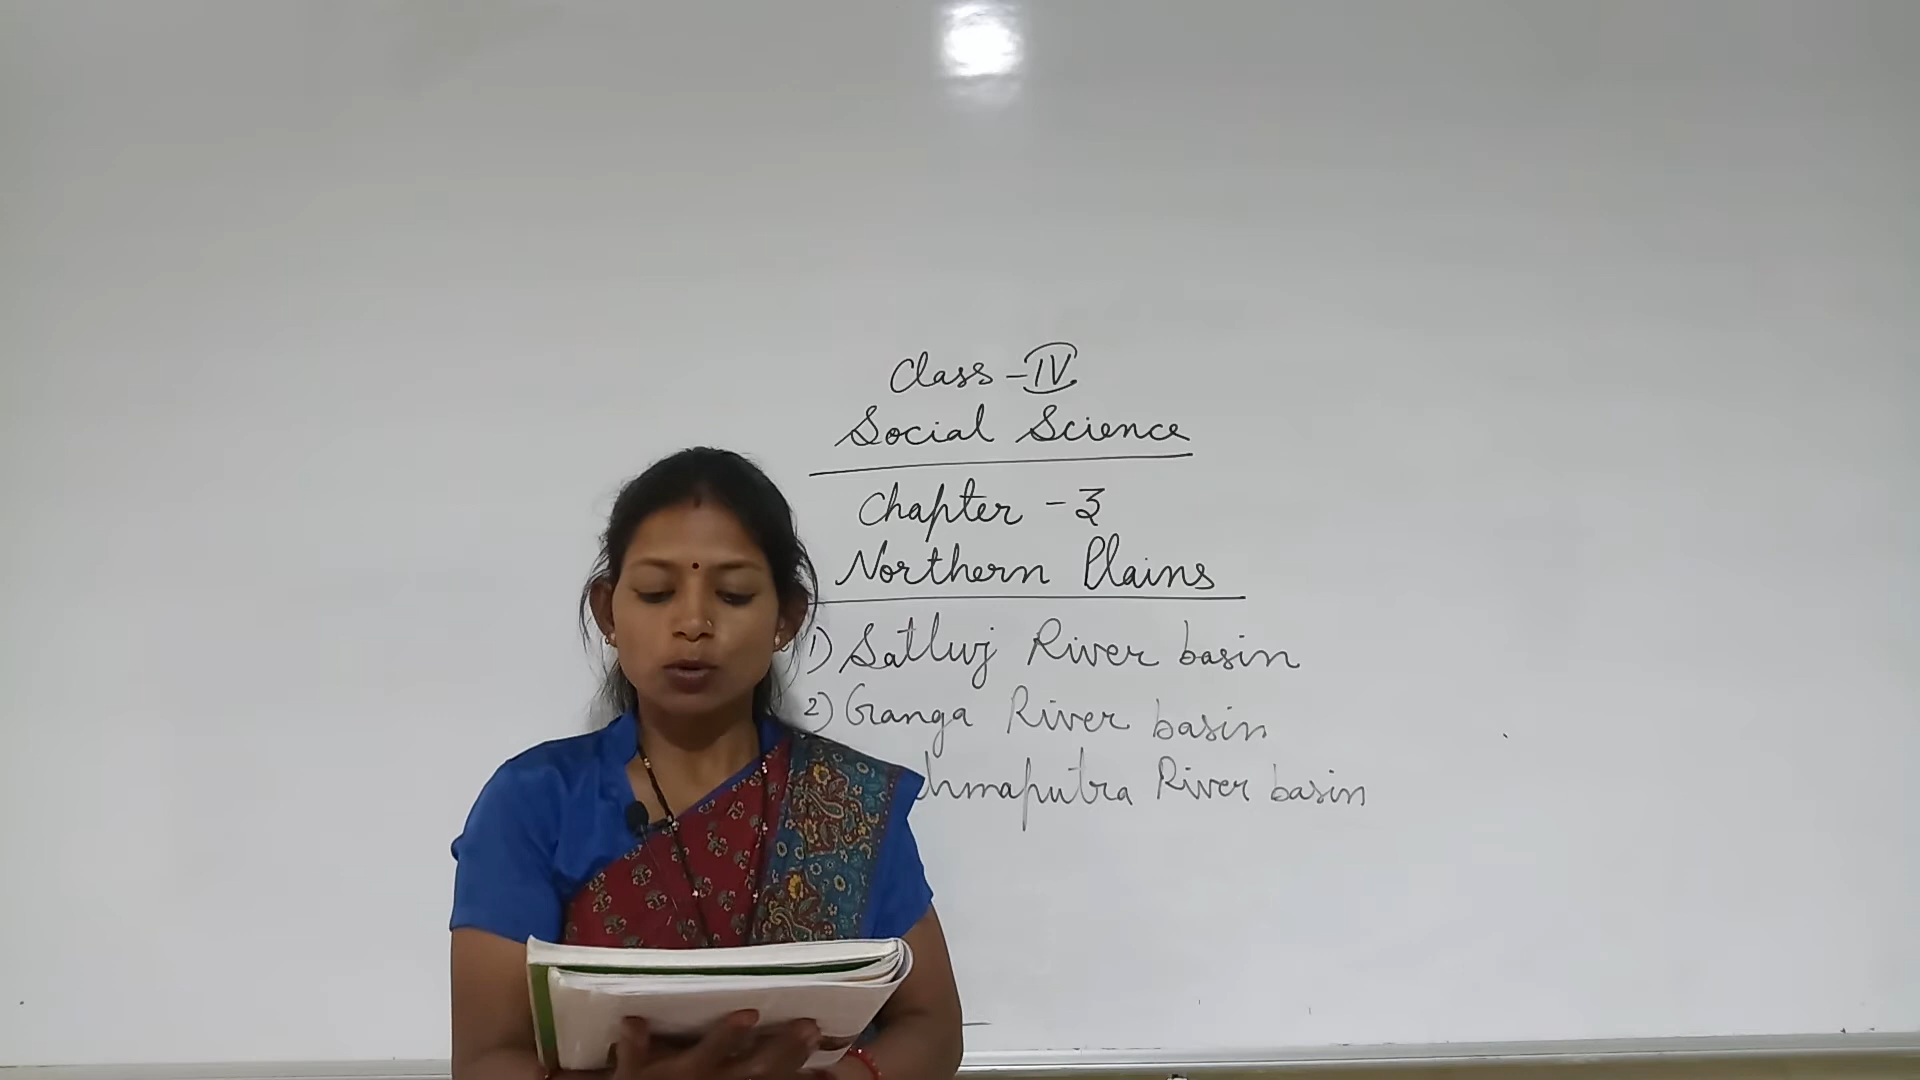 Class - IV
Social Science
Chapter - 3
Northern Plains
1) Satluj River basin
2) Ganga River basin
River basin